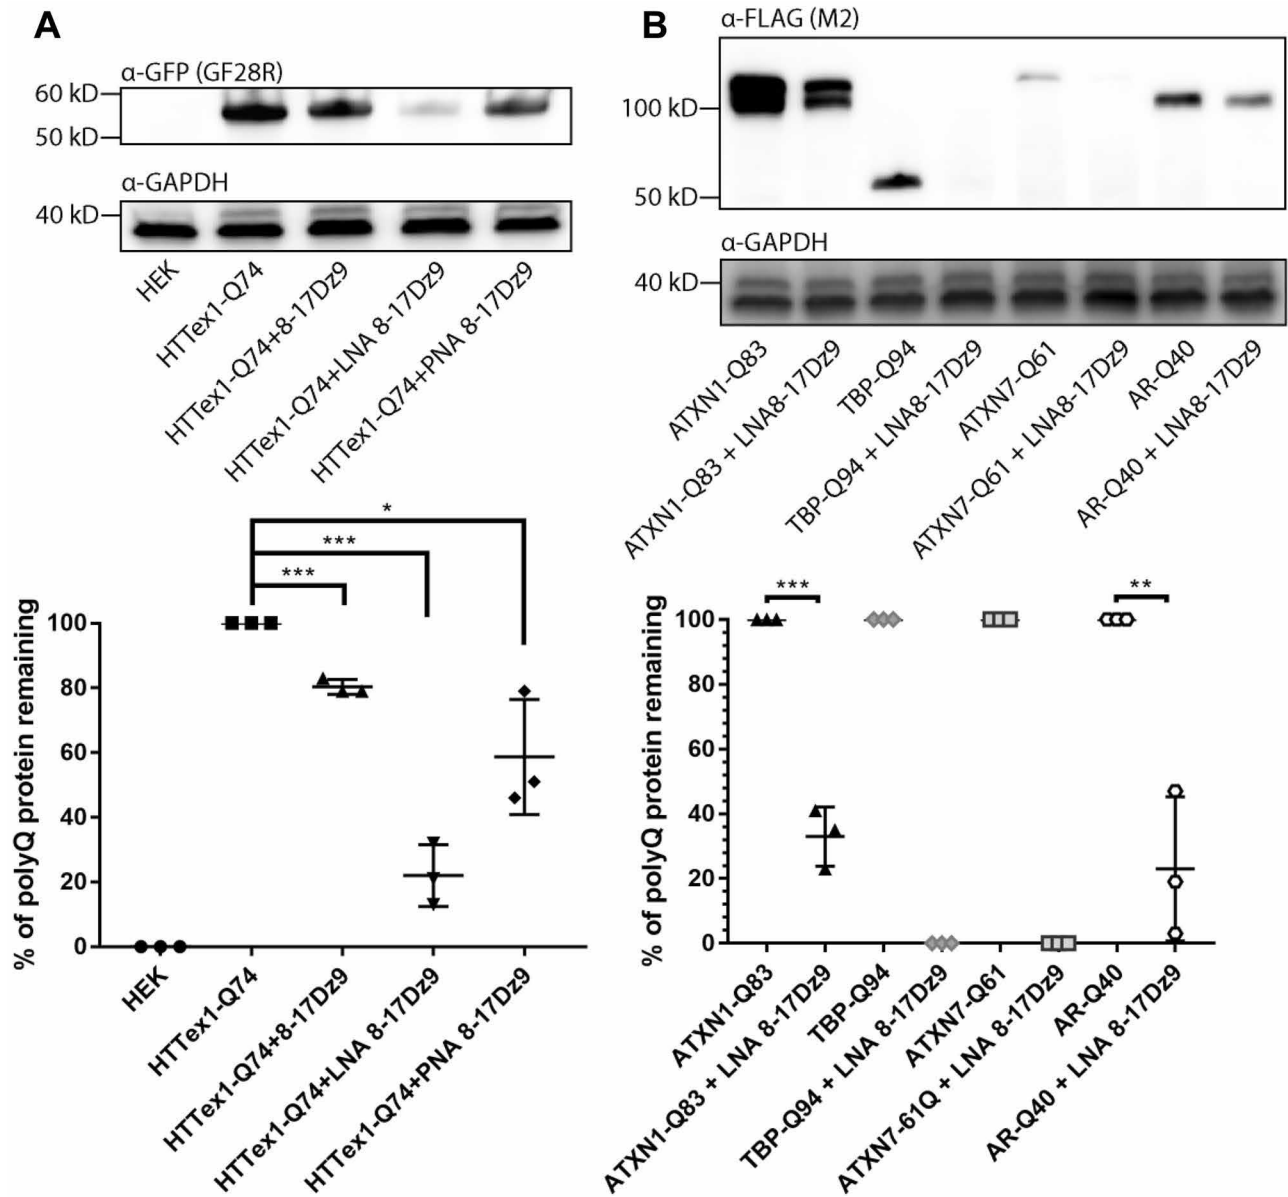 A
α-GFP (GF28R)
60 kD
50 kD
α-GAPDH
40 kD
HEK
HTTex1-Q74
HTTex1-Q74+8-17Dz9
HTTex1-Q74+LNA 8-17Dz9
HTTex1-Q74+PNA 8-17Dz9
*
***
***
% of polyQ protein remaining
100
80
60
40
20
0
HEK
HTTex1-Q74
HTTex1-Q74+8-17Dz9
HTTex1-Q74+LNA 8-17Dz9
HTTex1-Q74+PNA 8-17Dz9
B
α-FLAG (M2)
100 kD
50 kD
α-GAPDH
40 kD
ATXN1-Q83
ATXN1-Q83 + LNA8-17Dz9
TBP-Q94
TBP-Q94 + LNA8-17Dz9
ATXN7-Q61
ATXN7-Q61 + LNA8-17Dz9
AR-Q40
AR-Q40 + LNA8-17Dz9
***
**
% of polyQ protein remaining
100
80
60
40
20
0
ATXN1-Q83
ATXN1-Q83 + LNA 8-17Dz9
TBP-Q94
TBP-Q94 + LNA 8-17Dz9
ATXN7-Q61
ATXN7-61Q + LNA 8-17Dz9
AR-Q40
AR-Q40 + LNA 8-17Dz9